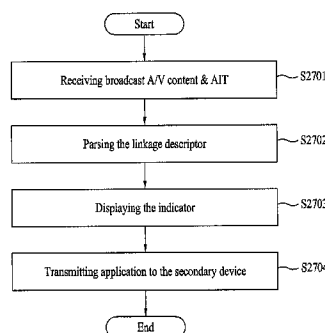 Start
Receiving broadcast A/V content & AIT
S2701
Parsing the linkage descriptor
S2702
Displaying the indicator
S2703
Transmitting application to the secondary device
S2704
End